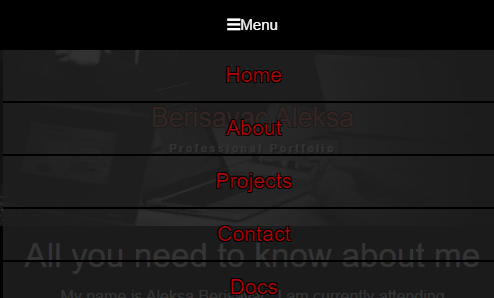 ☰Menu
Home
Berisavac Aleksa
About
Professional Portfolio
Projects
Contact
All you need to know about me
Docs
My name is Aleksa Berisavac. I am currently attending